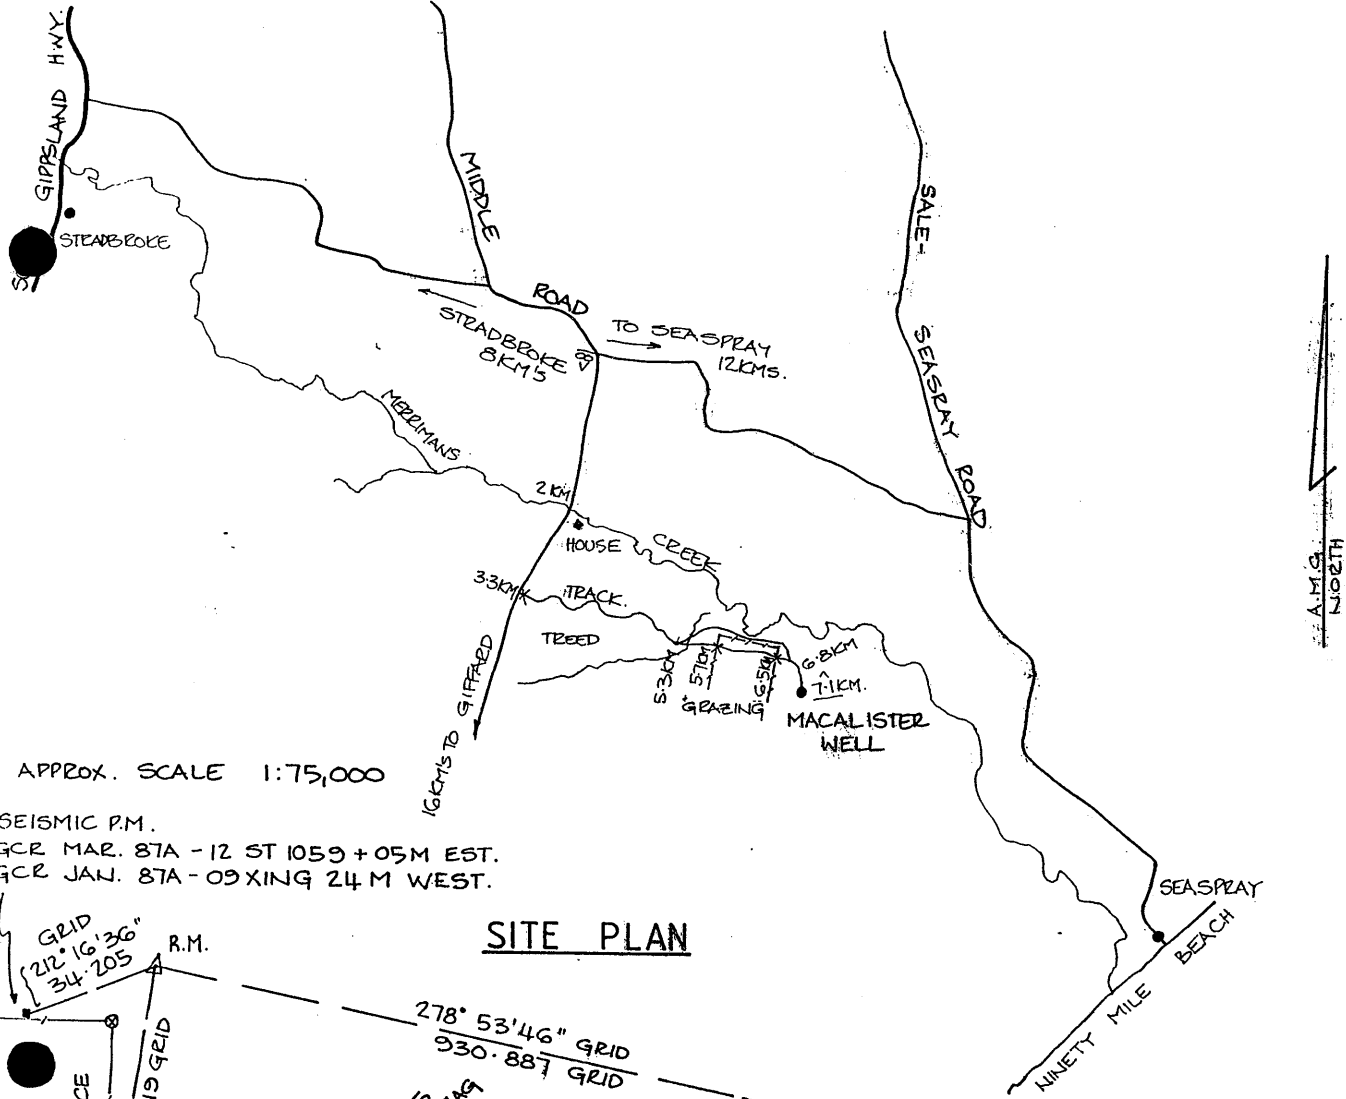 GIPPSLAND HWY.
STRADBROKE
MIDDLE
ROAD
STRADBROKE
8KM'S
TO SEASPRAY
12KMS.
SALE-
SEASRAY ROAD
MERRIMANS
CREEK
2KM
HOUSE
3.3KM
TRACK.
TREED
5.3KM
5.7KM
6.5KM
GRAZING
6.8KM
7.1KM.
MACALISTER
WELL
16KM'S TO GIFFARD
A.M.G.
NORTH
APPROX. SCALE 1:75,000
SEISMIC P.M.
GCR MAR. 87A - 12 ST 1059 + 05M EST.
GCR JAN. 87A - 09 XING 24 M WEST.
SEASPRAY
NINETY MILE BEACH
SITE PLAN
GRID
212° 16' 36"
34.205
R.M.
278° 53' 46" GRID
930.887 GRID
19 GRID